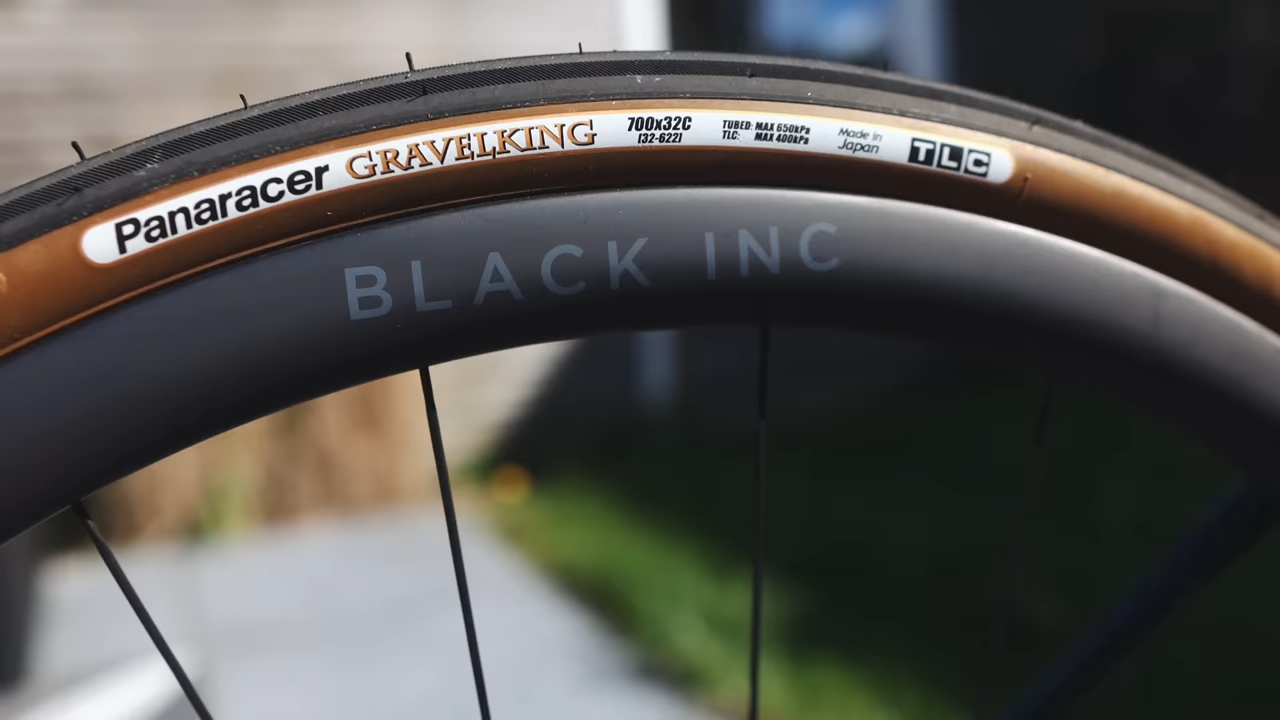 Panaracer GRAVELKING
700x32C
[32-622]
TUBED: MAX 650kPa
TLC: MAX 400kPa
Made in
Japan
TLC
BLACK INC